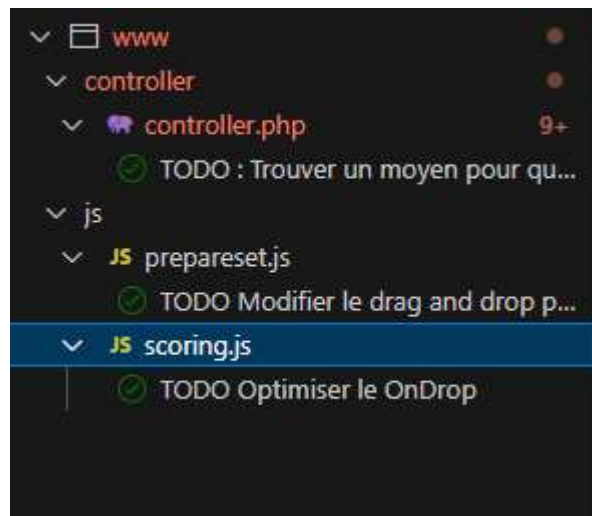 www
controller
controller.php 9+
TODO : Trouver un moyen pour qu...
js
JS prepareset.js
TODO Modifier le drag and drop p...
JS scoring.js
TODO Optimiser le OnDrop